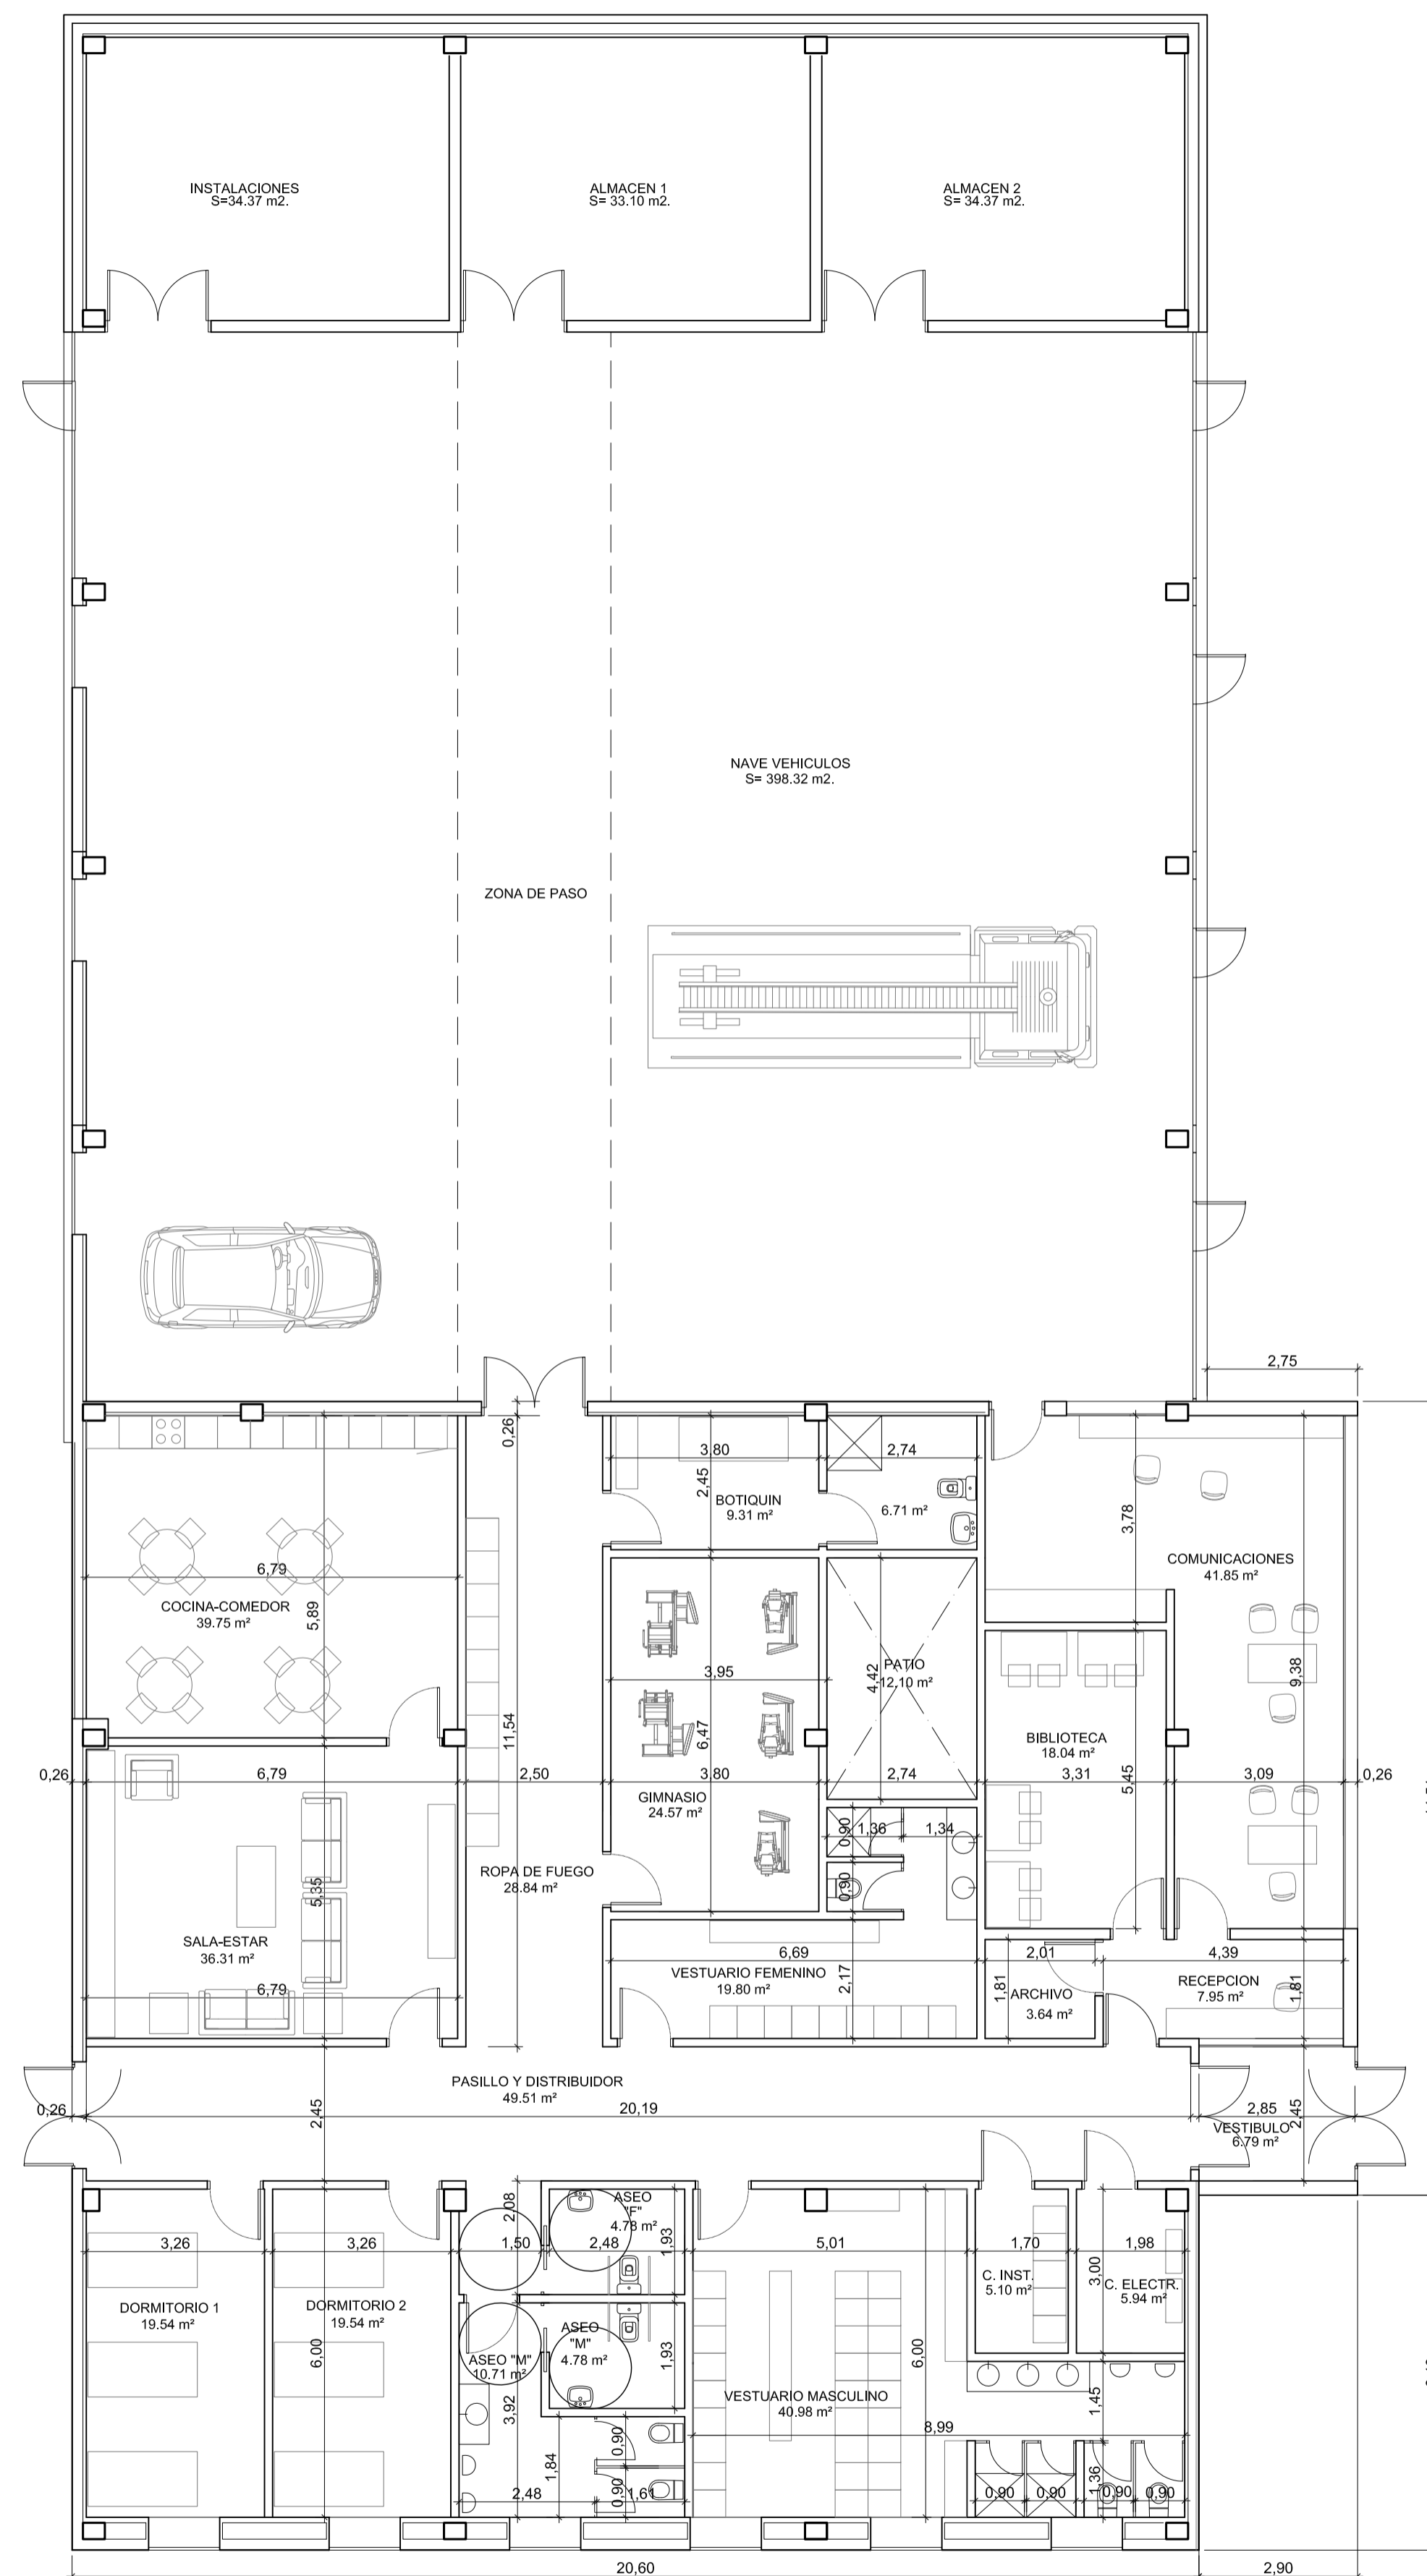 INSTALACIONES
S=34.37 m2.
ALMACEN 1
S= 33.10 m2.
ALMACEN 2
S= 34.37 m2.
NAVE VEHICULOS
S= 398.32 m2.
ZONA DE PASO
2,75
0,26
3,80
2,74
2,45
BOTIQUIN
9.31 m²
6.71 m²
3,78
COMUNICACIONES
41.85 m²
6,79
COCINA-COMEDOR
39.75 m²
5,89
3,95
4,42
PATIO
12.10 m²
9,38
11,54
6,47
BIBLIOTECA
18.04 m²
0,26
6,79
2,50
3,80
2,74
3,31
5,45
3,09
0,26
GIMNASIO
24.57 m²
0,90
1,36
1,34
ROPA DE FUEGO
28.84 m²
0,90
5,35
SALA-ESTAR
36.31 m²
6,69
2,01
4,39
VESTUARIO FEMENINO
19.80 m²
2,17
1,81
ARCHIVO
3.64 m²
RECEPCION
7.95 m²
1,81
6,79
PASILLO Y DISTRIBUIDOR
49.51 m²
0,26
2,45
20,19
2,85
2,45
VESTIBULO
6.79 m²
2,08
ASEO
"F"
4.78 m²
1,93
3,26
3,26
1,50
2,48
5,01
1,70
1,98
3,00
C. INST.
5.10 m²
C. ELECTR.
5.94 m²
DORMITORIO 1
19.54 m²
DORMITORIO 2
19.54 m²
6,00
ASEO
"M"
4.78 m²
1,93
ASEO "M"
10.71 m²
6,00
VESTUARIO MASCULINO
40.98 m²
3,92
1,45
8,99
0,90
1,84
1,36
2,48
0,90
1,61
0,90
0,90
0,90
0,90
20,60
2,90